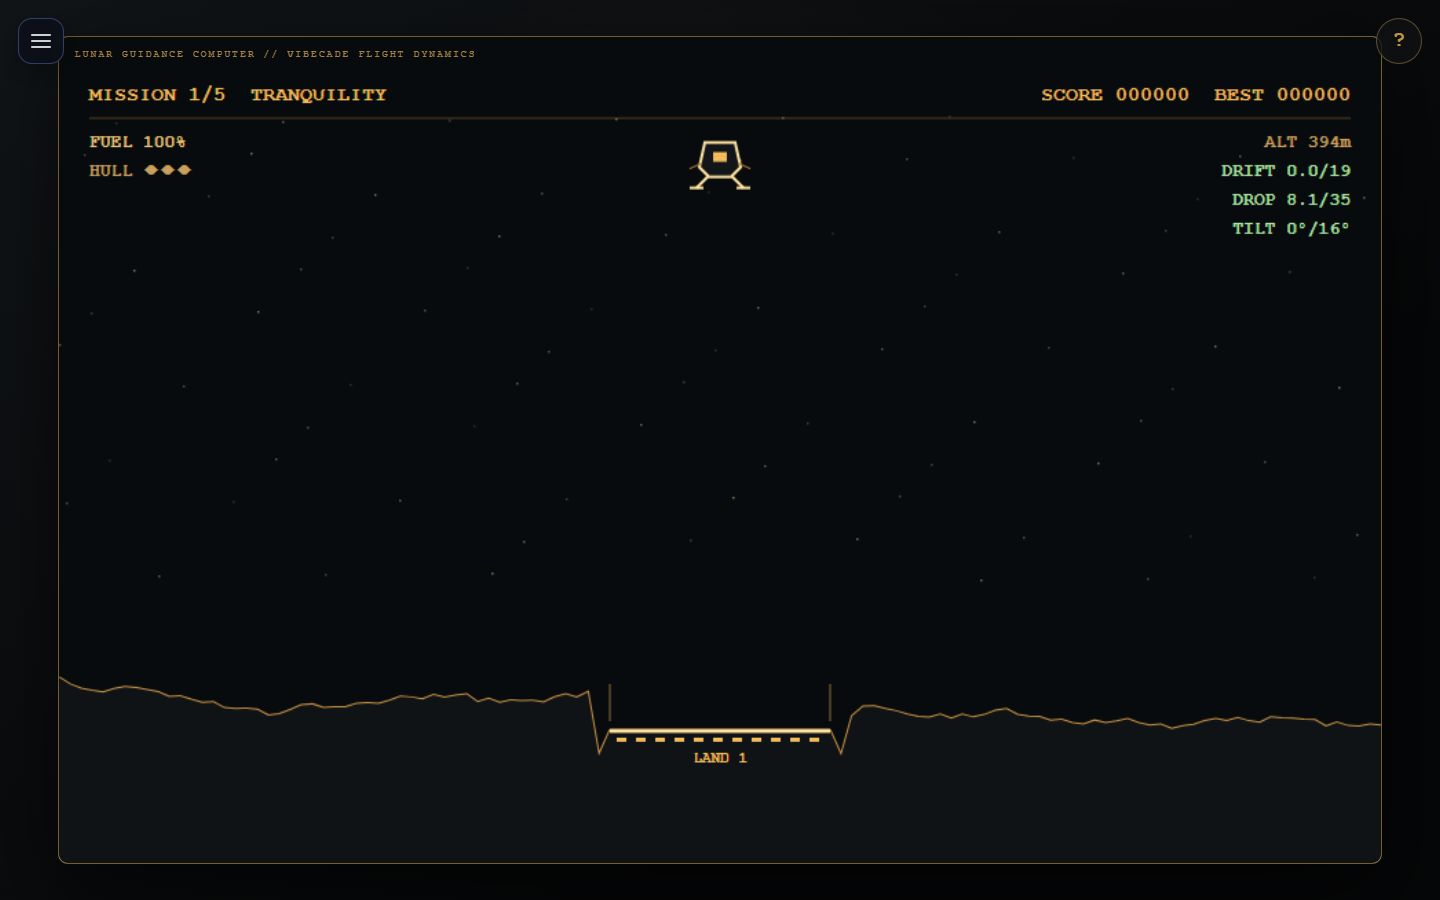 LUNAR GUIDANCE COMPUTER // VIBECADE FLIGHT DYNAMICS
?
MISSION 1/5 TRANQUILITY
SCORE 000000 BEST 000000
FUEL 100%
HULL ◆◆◆
ALT 394m
DRIFT 0.0/19
DROP 8.1/35
TILT 0°/16°
LAND 1